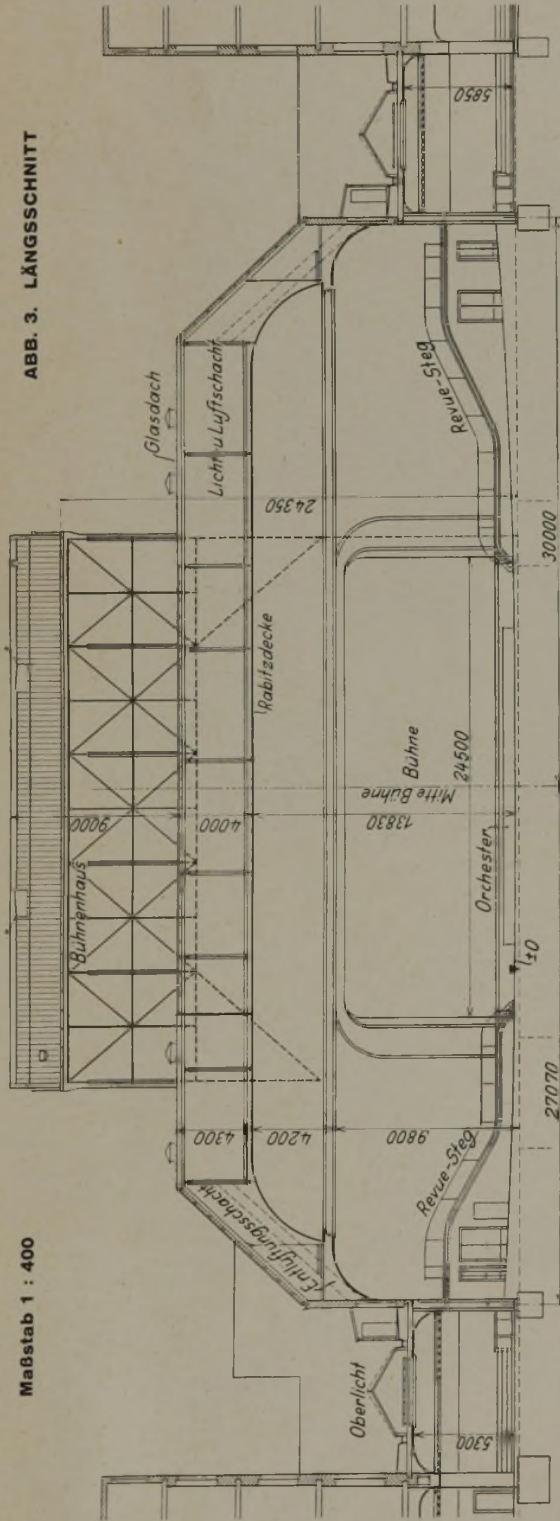 Maßstab 1 : 400
ABB. 3. LÄNGSSCHNITT
Bühnenhaus
9000
Glasdach
Licht u Luftschacht
4300
4000
Entlüftungsschacht
24350
Rabitzdecke
4200
Oberlicht
5850
Bühne
Mitte Bühne
13830
9800
24500
Revue-Steg
Revue-Steg
5300
Orchester
±0
27070
30000